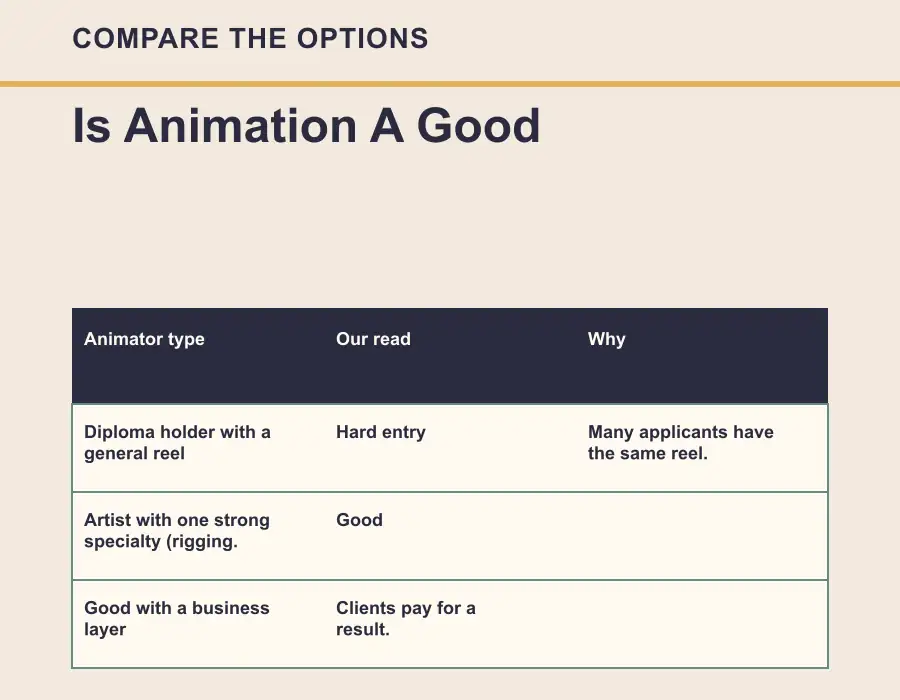 COMPARE THE OPTIONS
Is Animation A Good
Animator type Our read Why
Diploma holder with a general reel Hard entry Many applicants have the same reel.
Artist with one strong specialty (rigging. Good
Good with a business layer Clients pay for a result.